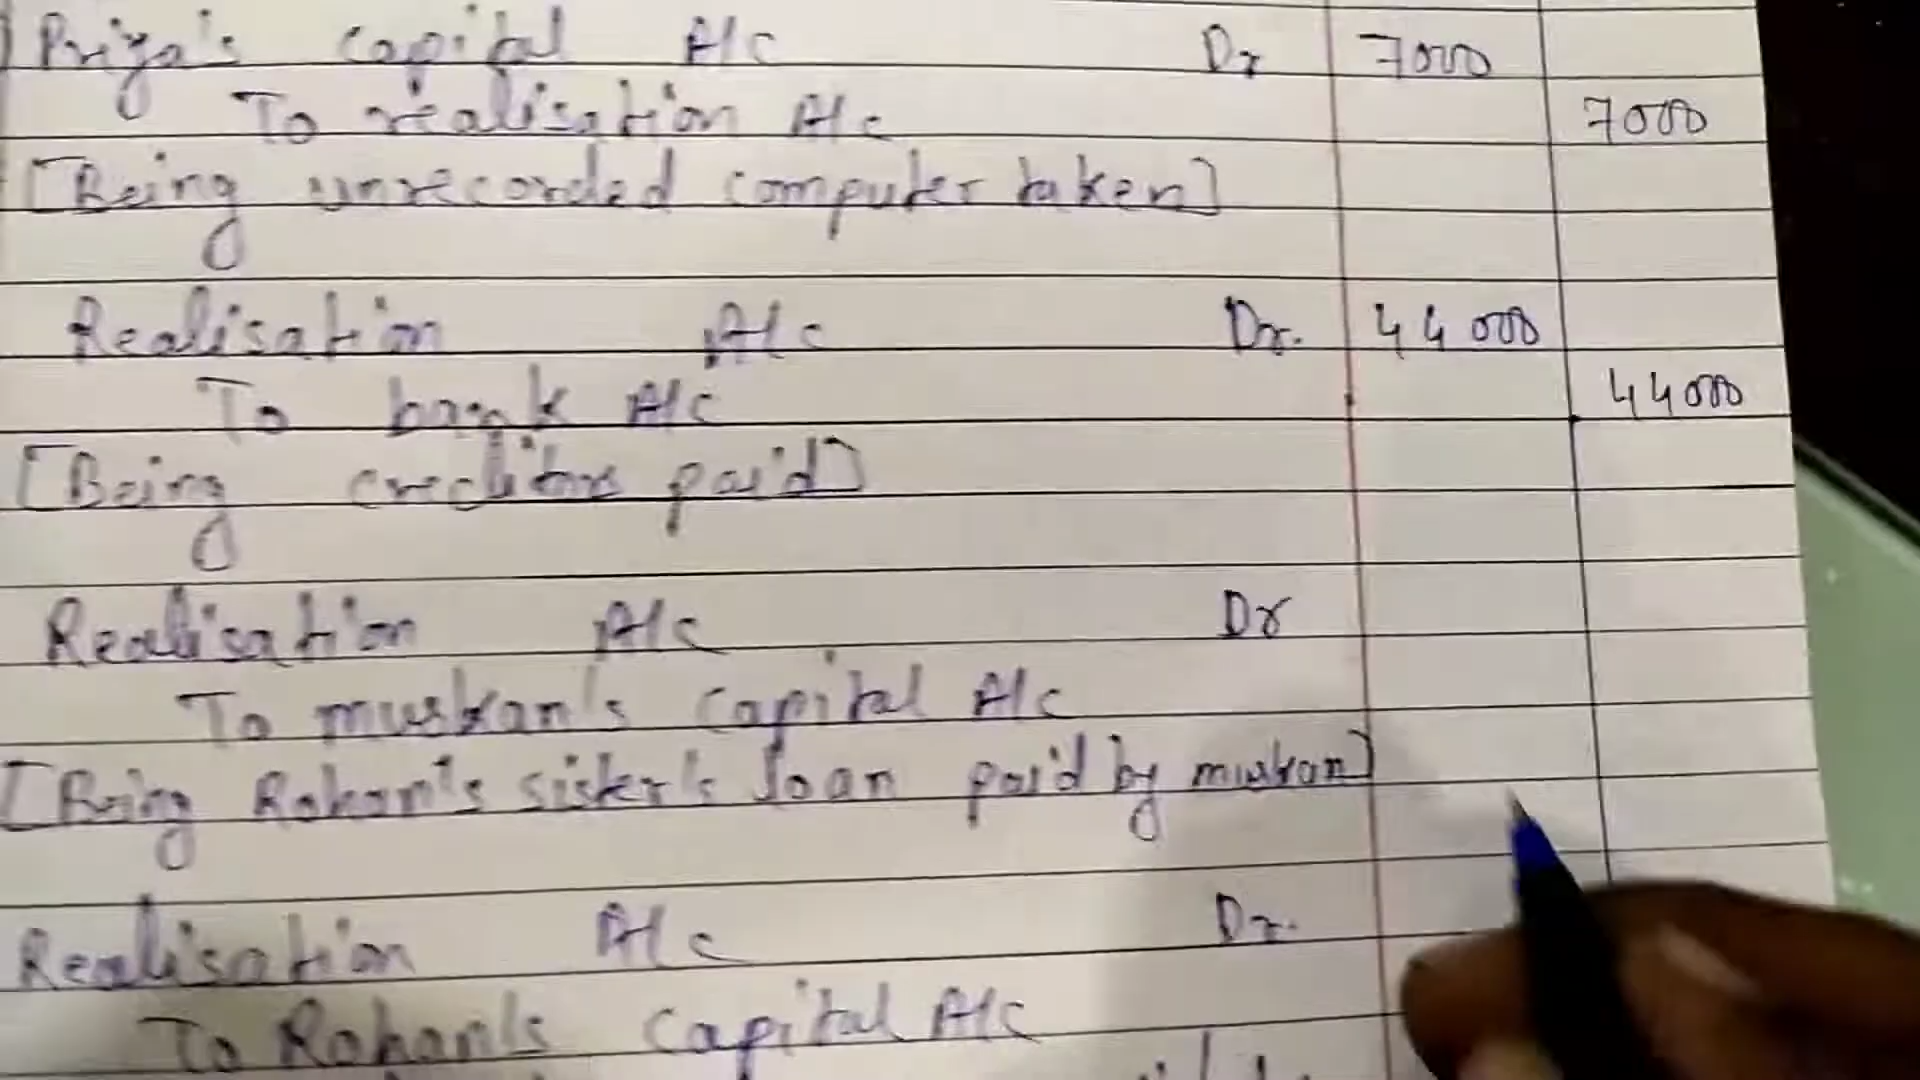 Priya's capital A/c Dr 7000
To realisation A/c 7000
[Being unrecorded computer taken]
Realisation A/c Dr. 44000
To bank A/c 44000
[Being creditors paid]
Realisation A/c Dr
To muskan's capital A/c
[Being Rohan's sister's loan paid by muskan]
Realisation A/c Dr.
To Rohan's capital A/c